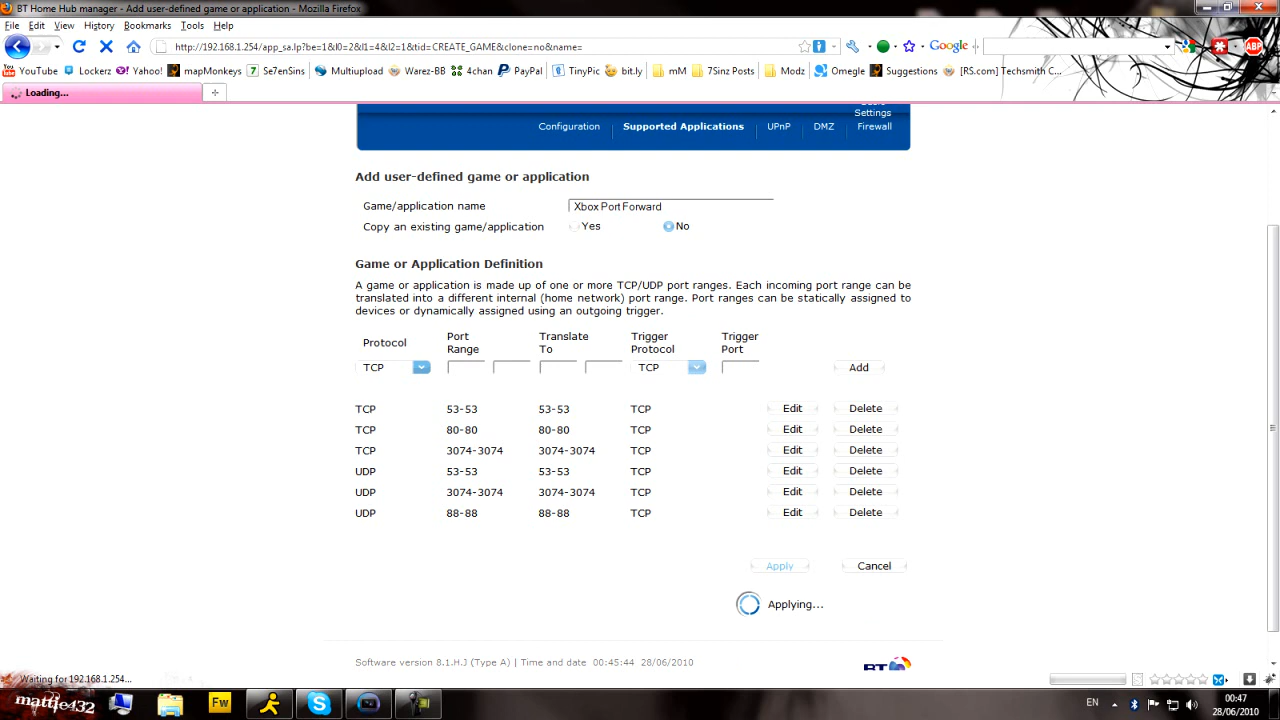 BT Home Hub manager - Add user-defined game or application - Mozilla Firefox
File Edit View History Bookmarks Tools Help
http://192.168.1.254/app_sa.lp?be=1&l0=2&l1=4&l2=1&tid=CREATE_GAME&clone=no&name= Google ABP
YouTube Lockerz Yahoo! mapMonkeys Se7enSins Multiupload Warez-BB 4chan PayPal TinyPic bit.ly mM 7Sinz Posts Modz Omegle Suggestions [RS.com] Techsmith C...
Loading...
Settings
Configuration Supported Applications UPnP DMZ Firewall
Add user-defined game or application
Game/application name Xbox Port Forward
Copy an existing game/application Yes No
Game or Application Definition
A game or application is made up of one or more TCP/UDP port ranges. Each incoming port range can be
translated into a different internal (home network) port range. Port ranges can be statically assigned to
devices or dynamically assigned using an outgoing trigger.
Protocol Port Range Translate To Trigger Protocol Trigger Port
TCP TCP Add
TCP 53-53 53-53 TCP Edit Delete
TCP 80-80 80-80 TCP Edit Delete
TCP 3074-3074 3074-3074 TCP Edit Delete
UDP 53-53 53-53 TCP Edit Delete
UDP 3074-3074 3074-3074 TCP Edit Delete
UDP 88-88 88-88 TCP Edit Delete
Apply Cancel
Applying...
Software version 8.1.H.J (Type A) | Time and date 00:45:44 28/06/2010
BT
Waiting for 192.168.1.254...
mattie432 Fw EN 00:47
28/06/2010